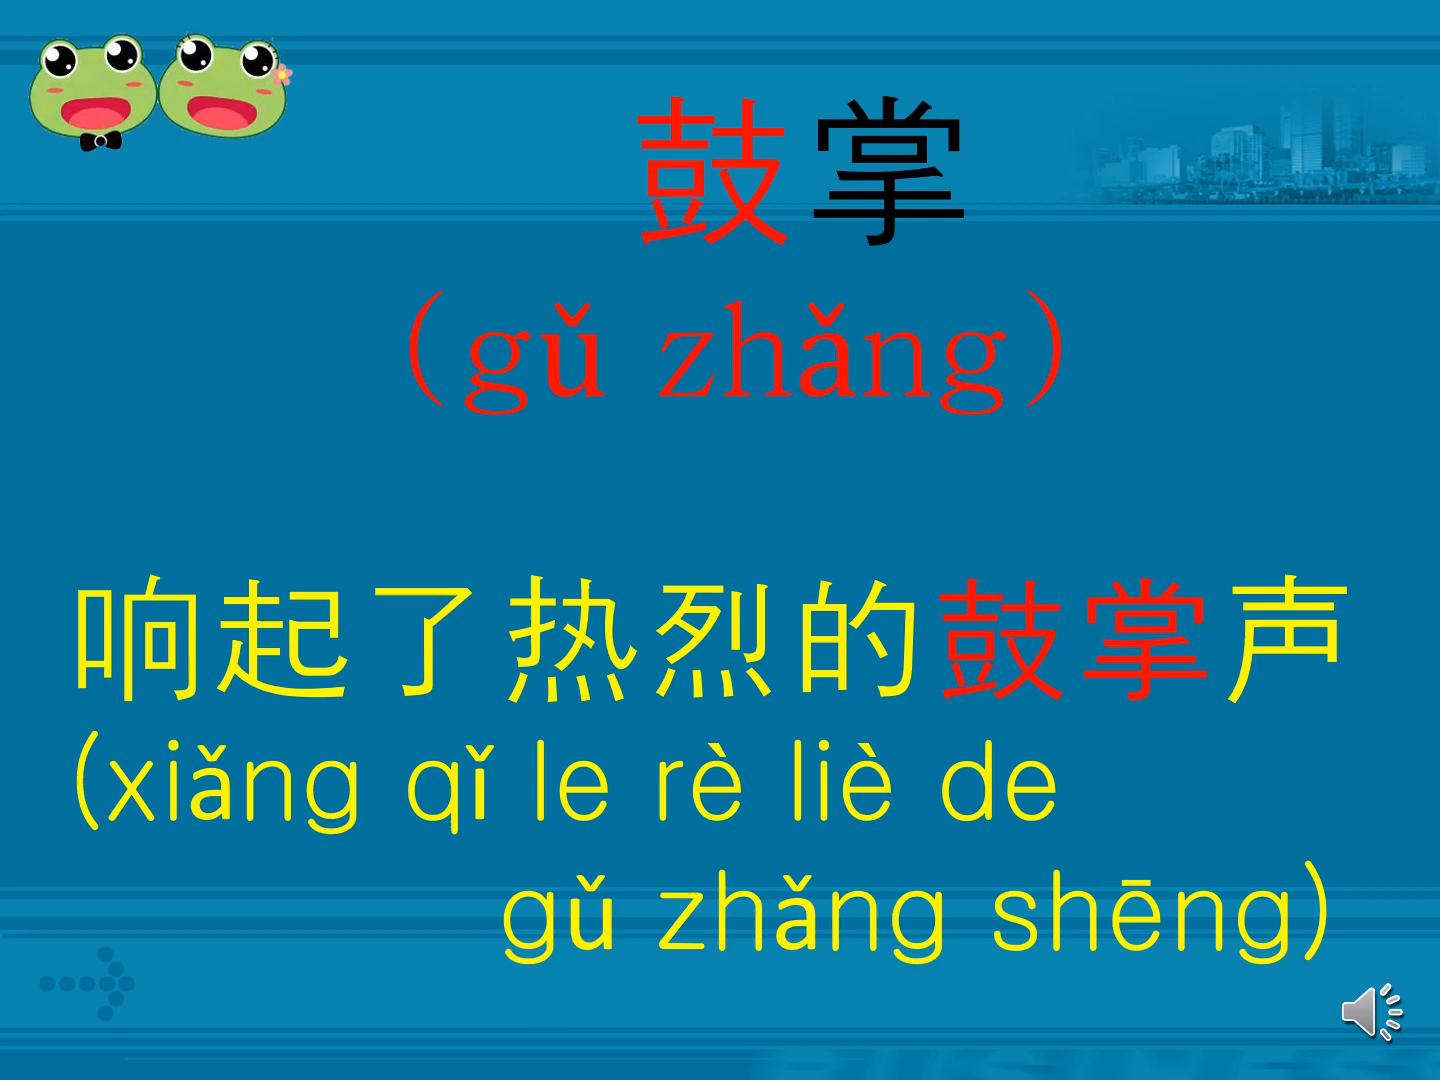 鼓掌
（gǔ zhǎng）
响起了热烈的鼓掌声
(xiǎng qǐ le rè liè de
gǔ zhǎng shēng)